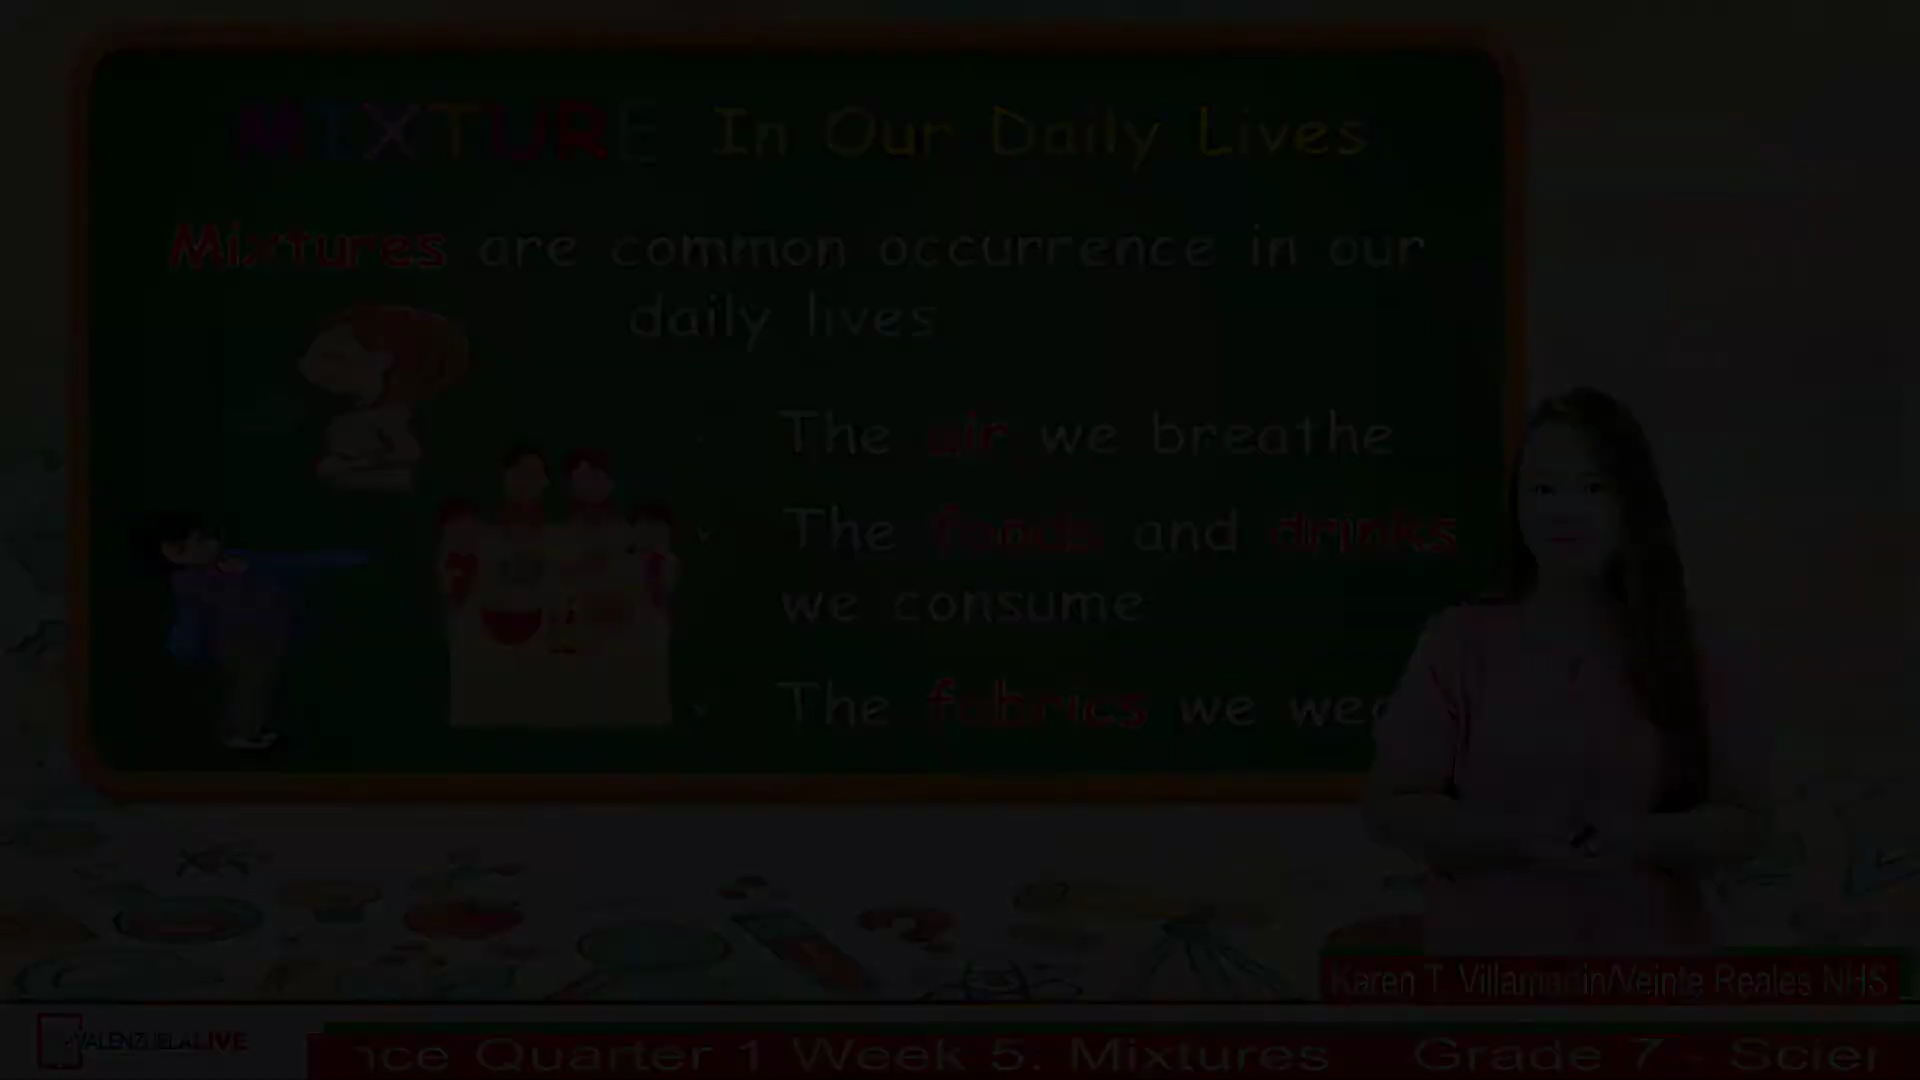 MIXTURE In Our Daily Lives
Mixtures are common occurrence in our
daily lives
The air we breathe
The foods and drinks
we consume
The fabrics we wea
Karen T. Villamartin/Veinte Reales NHS
VALENZUELALIVE
nce Quarter 1 Week 5: Mixtures Grade 7 - Scier